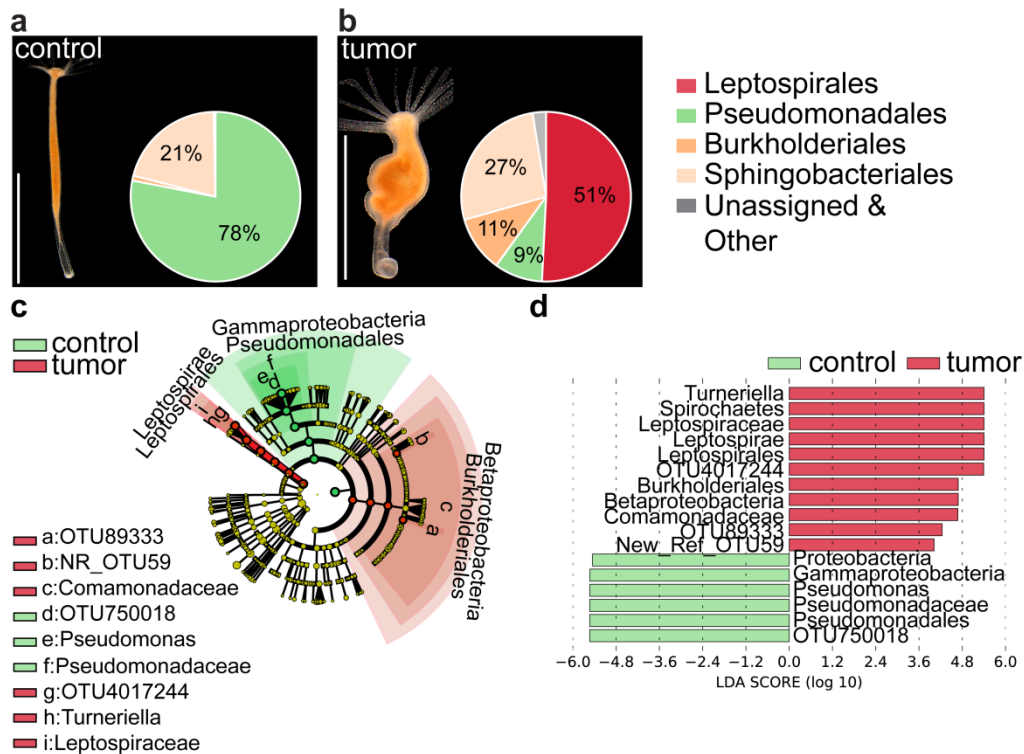 a
control
21%
78%
b
tumor
27%
51%
11%
9%
Leptospirales
Pseudomonadales
Burkholderiales
Sphingobacteriales
Unassigned &
Other
c
control
tumor
Gammaproteobacteria
Pseudomonadales
f
e
d
Leptospirae
Leptospirales
i
h
g
b
c
a
Betaproteobacteria
Burkholderiales
a:OTU89333
b:NR_OTU59
c:Comamonadaceae
d:OTU750018
e:Pseudomonas
f:Pseudomonadaceae
g:OTU4017244
h:Turneriella
i:Leptospiraceae
d
control
tumor
Turneriella
Spirochaetes
Leptospiraceae
Leptospirae
Leptospirales
OTU4017244
Burkholderiales
Betaproteobacteria
Comamonadaceae
OTU89333
New_Ref_OTU59
Proteobacteria
Gammaproteobacteria
Pseudomonas
Pseudomonadaceae
Pseudomonadales
OTU750018
−6.0 −4.8 −3.6 −2.4 −1.2 0.0 1.2 2.4 3.6 4.8 6.0
LDA SCORE (log 10)